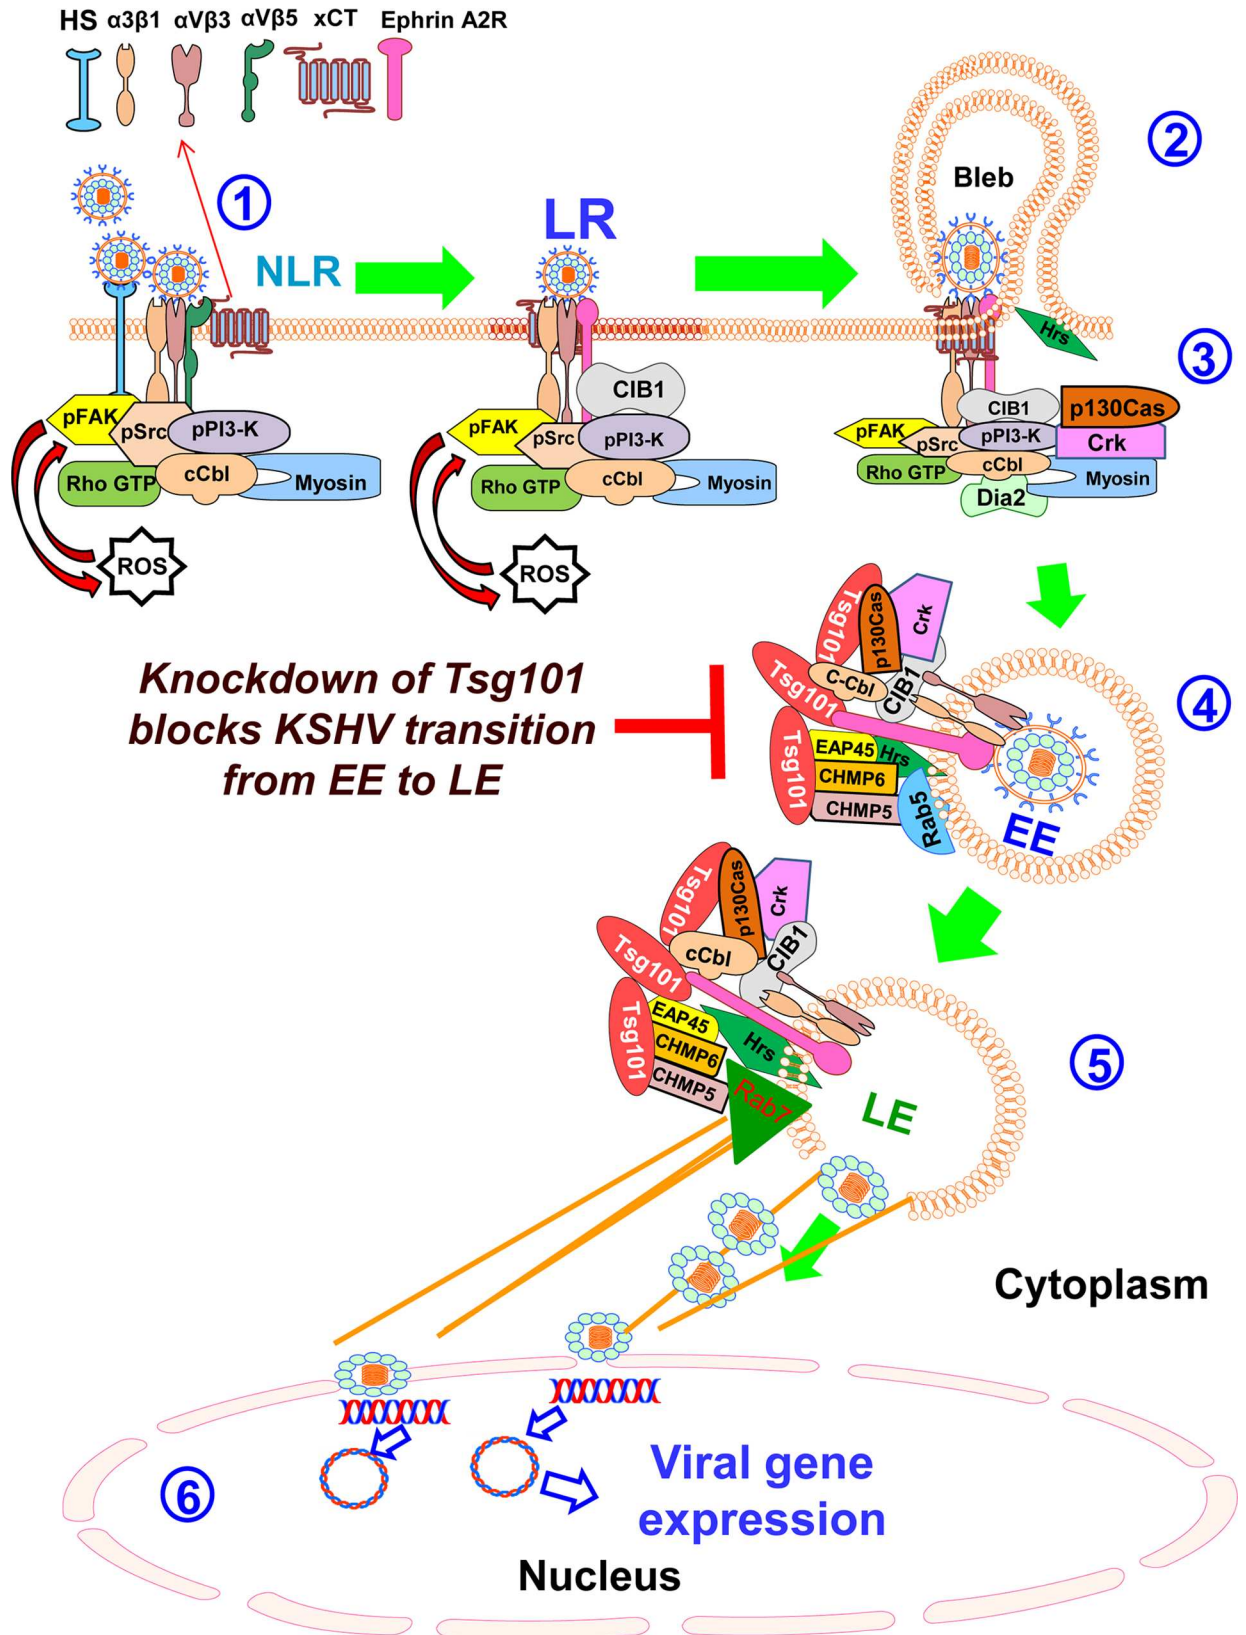 HS α3β1 αVβ3 αVβ5 xCT Ephrin A2R
1
NLR
LR
Bleb
2
Hrs
3
pFAK
pSrc
pPI3-K
Rho GTP
cCbl
Myosin
ROS
CIB1
pFAK
pSrc
pPI3-K
Rho GTP
cCbl
Myosin
ROS
CIB1
p130Cas
pFAK
pSrc
pPI3-K
Crk
Rho GTP
cCbl
Myosin
Dia2
Knockdown of Tsg101
blocks KSHV transition
from EE to LE
Tsg101
p130Cas
Crk
Tsg101
C-Cbl
CIB1
Tsg101
EAP45
Hrs
CHMP6
CHMP5
Rab5
EE
4
Tsg101
p130Cas
Crk
Tsg101
cCbl
CIB1
Tsg101
EAP45
Hrs
CHMP6
CHMP5
Rab7
LE
5
Cytoplasm
6
Viral gene
expression
Nucleus